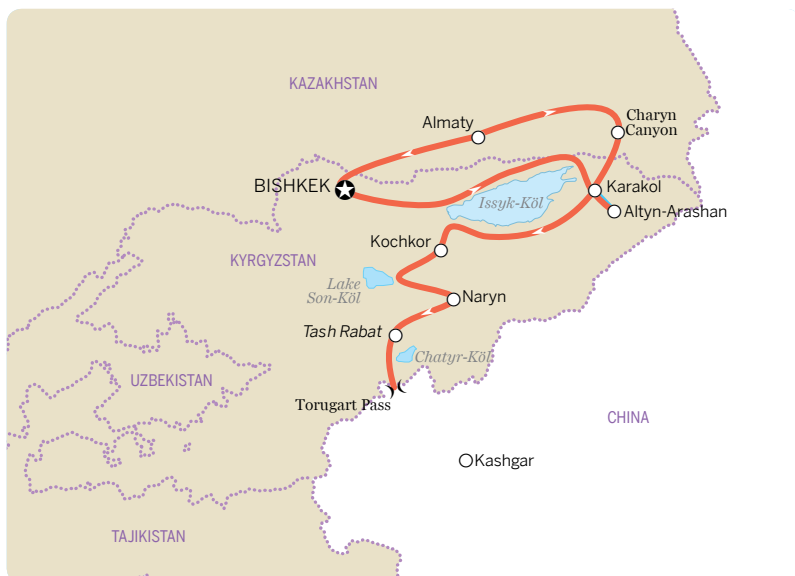 KAZAKHSTAN
Almaty
Charyn
Canyon
BISHKEK
Karakol
Issyk-Köl
Altyn-Arashan
Kochkor
KYRGYZSTAN
Lake
Son-Köl
Naryn
Tash Rabat
Chatyr-Köl
UZBEKISTAN
Torugart Pass
CHINA
Kashgar
TAJIKISTAN